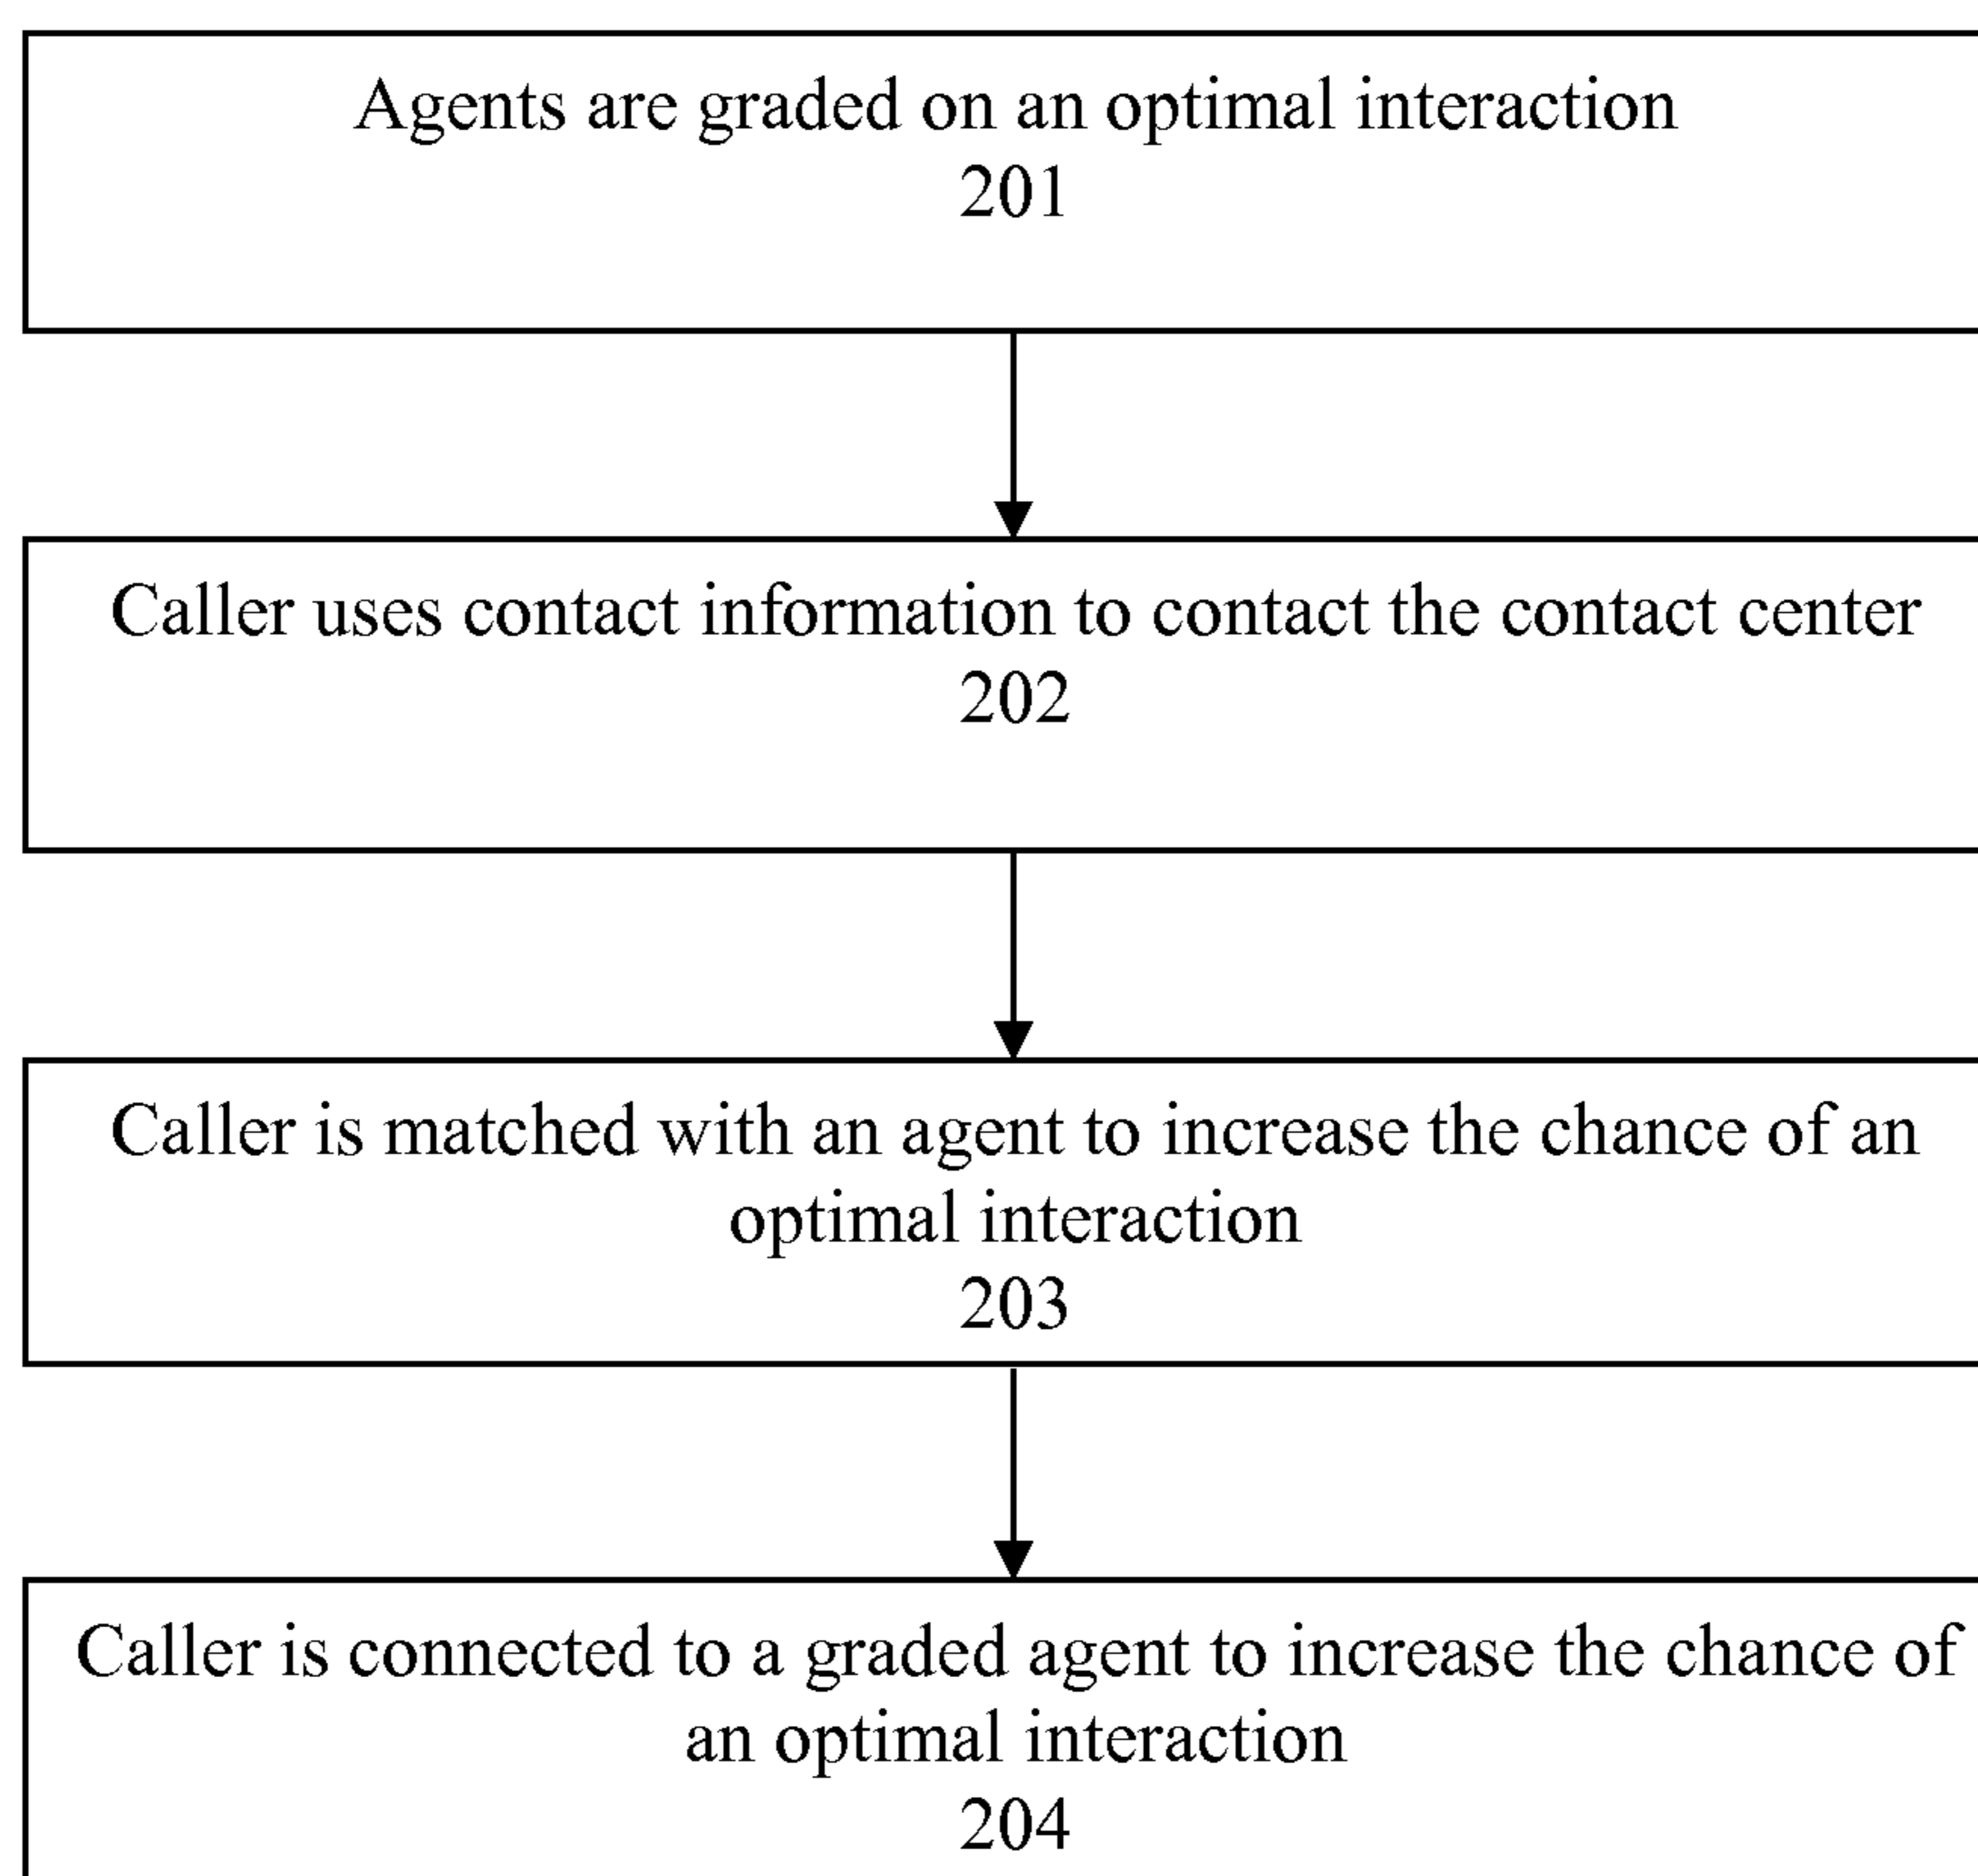 Agents are graded on an optimal interaction
201
Caller uses contact information to contact the contact center
202
Caller is matched with an agent to increase the chance of an
optimal interaction
203
Caller is connected to a graded agent to increase the chance of
an optimal interaction
204